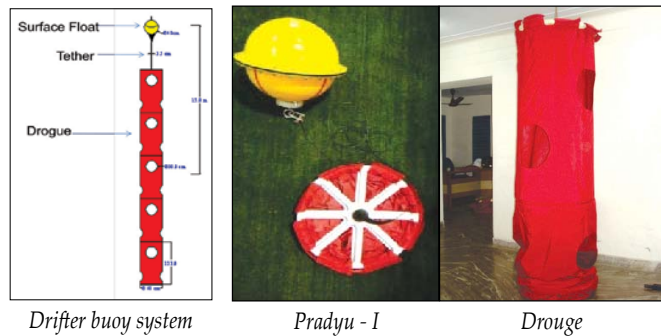 Surface Float
Tether
Drogue
Drifter buoy system
Pradyu - I
Drouge